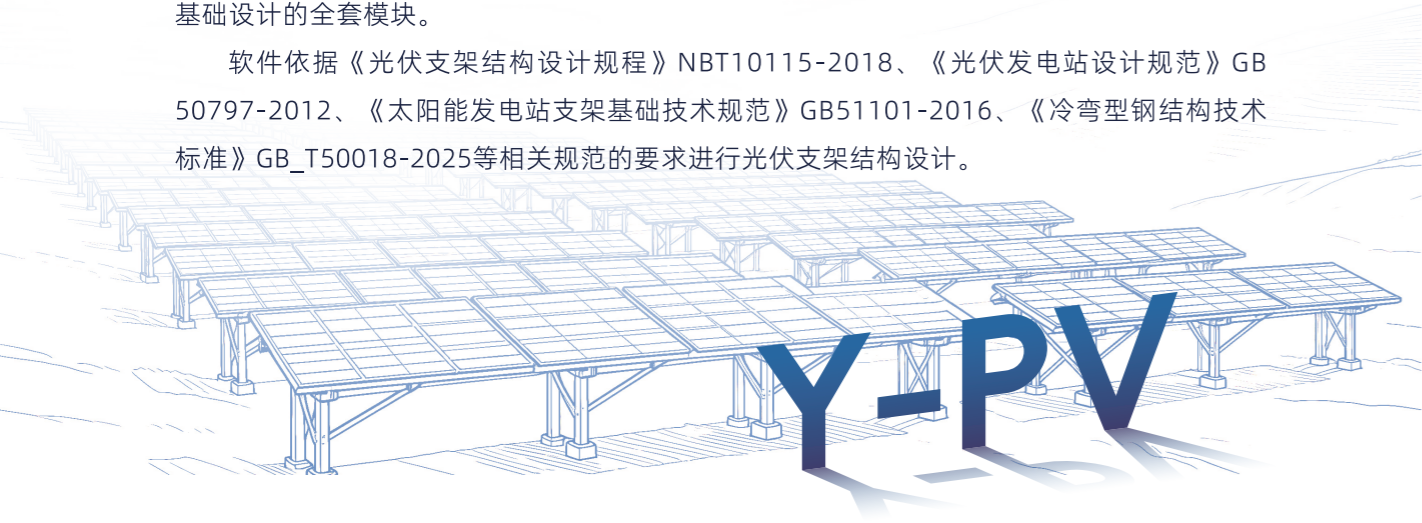 基础设计的全套模块。
软件依据《光伏支架结构设计规程》NBT10115-2018、《光伏发电站设计规范》GB
50797-2012、《太阳能发电站支架基础技术规范》GB51101-2016、《冷弯型钢结构技术
标准》GB_T50018-2025等相关规范的要求进行光伏支架结构设计。
Y-PV